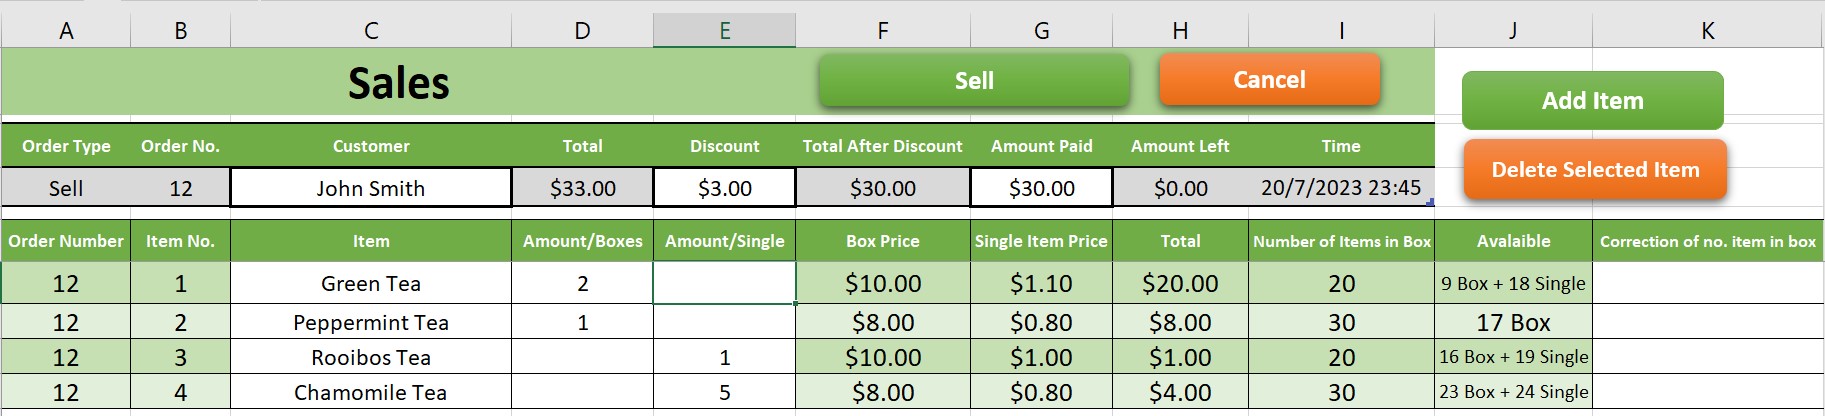 A B C D E F G H I J K
Sales Sell Cancel
Add Item
Order Type Order No. Customer Total Discount Total After Discount Amount Paid Amount Left Time
Delete Selected Item
Sell 12 John Smith $33.00 $3.00 $30.00 $30.00 $0.00 20/7/2023 23:45
Order Number Item No. Item Amount/Boxes Amount/Single Box Price Single Item Price Total Number of Items in Box Avalaible Correction of no. item in box
12 1 Green Tea 2 $10.00 $1.10 $20.00 20 9 Box + 18 Single
12 2 Peppermint Tea 1 $8.00 $0.80 $8.00 30 17 Box
12 3 Rooibos Tea 1 $10.00 $1.00 $1.00 20 16 Box + 19 Single
12 4 Chamomile Tea 5 $8.00 $0.80 $4.00 30 23 Box + 24 Single